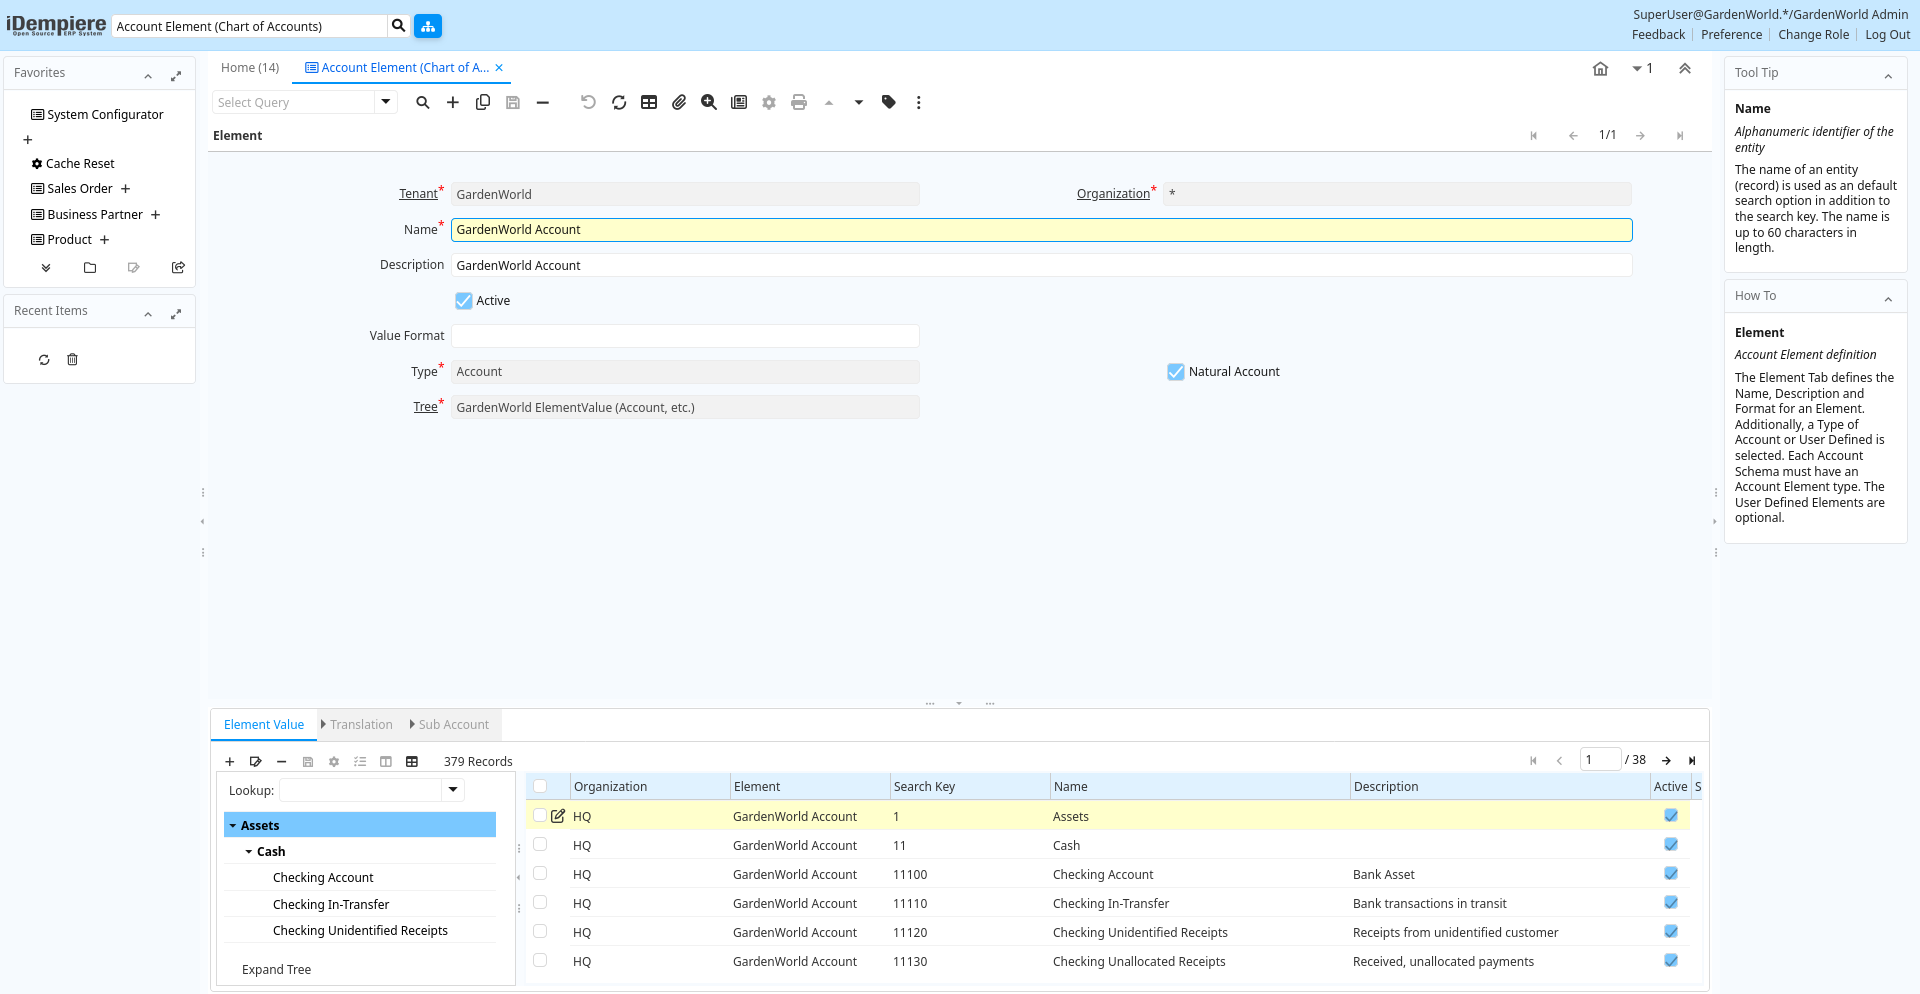 iDempiere
Open Source ERP System
Account Element (Chart of Accounts)
SuperUser@GardenWorld.*/GardenWorld Admin
Feedback
Preference
Change Role
Log Out
Favorites
System Configurator
Cache Reset
Sales Order
Business Partner
Product
Recent Items
Home (14)
Account Element (Chart of A...
1
Select Query
Element
1/1
Tenant*
GardenWorld
Organization*
*
Name*
GardenWorld Account
Description
GardenWorld Account
Active
Value Format
Type*
Account
Natural Account
Tree*
GardenWorld ElementValue (Account, etc.)
Tool Tip
Name
Alphanumeric identifier of the
entity
The name of an entity
(record) is used as an default
search option in addition to
the search key. The name is
up to 60 characters in
length.
How To
Element
Account Element definition
The Element Tab defines the
Name, Description and
Format for an Element.
Additionally, a Type of
Account or User Defined is
selected. Each Account
Schema must have an
Account Element type. The
User Defined Elements are
optional.
Element Value
Translation
Sub Account
379 Records
1 / 38
Lookup:
Assets
Cash
Checking Account
Checking In-Transfer
Checking Unidentified Receipts
Expand Tree
Organization Element Search Key Name Description Active S
HQ GardenWorld Account 1 Assets
HQ GardenWorld Account 11 Cash
HQ GardenWorld Account 11100 Checking Account Bank Asset
HQ GardenWorld Account 11110 Checking In-Transfer Bank transactions in transit
HQ GardenWorld Account 11120 Checking Unidentified Receipts Receipts from unidentified customer
HQ GardenWorld Account 11130 Checking Unallocated Receipts Received, unallocated payments